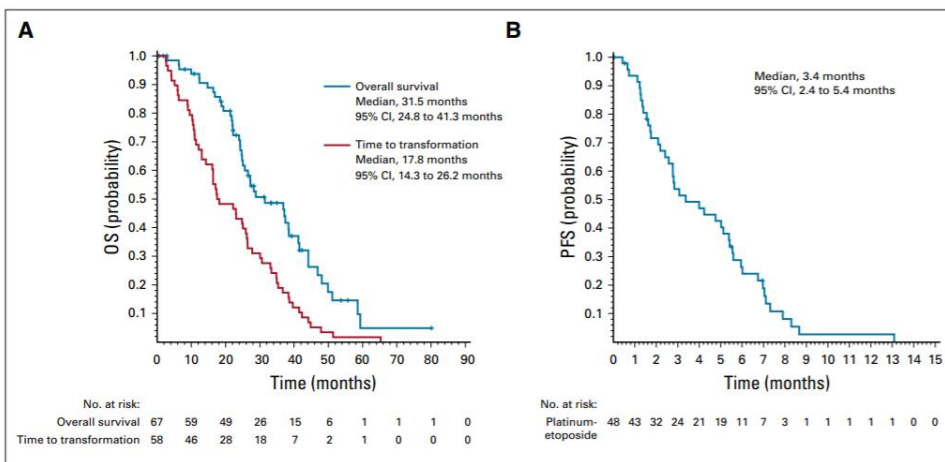 A
OS (probability)
1.0
0.9
0.8
0.7
0.6
0.5
0.4
0.3
0.2
0.1
Overall survival
Median, 31.5 months
95% CI, 24.8 to 41.3 months
Time to transformation
Median, 17.8 months
95% CI, 14.3 to 26.2 months
0 10 20 30 40 50 60 70 80 90
Time (months)
No. at risk:
Overall survival 67 59 49 26 15 6 1 1 1 0
Time to transformation 58 46 28 18 7 2 1 0 0 0
B
PFS (probability)
1.0
0.9
0.8
0.7
0.6
0.5
0.4
0.3
0.2
0.1
Median, 3.4 months
95% CI, 2.4 to 5.4 months
0 1 2 3 4 5 6 7 8 9 10 11 12 13 14 15
Time (months)
No. at risk:
Platinum- 48 43 32 24 21 19 11 7 3 1 1 1 1 1 0 0
etoposide